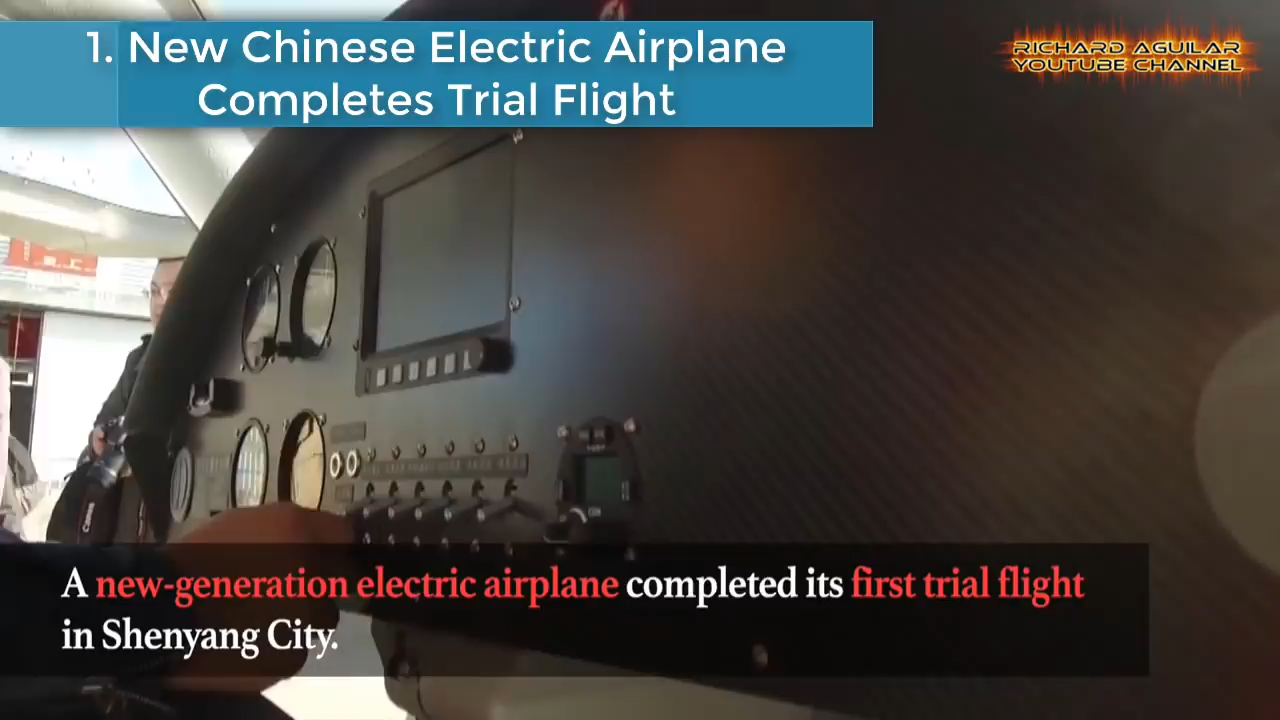 1. New Chinese Electric Airplane
Completes Trial Flight
RICHARD AGUILAR
YOUTUBE CHANNEL
Canon
A new-generation electric airplane completed its first trial flight
in Shenyang City.